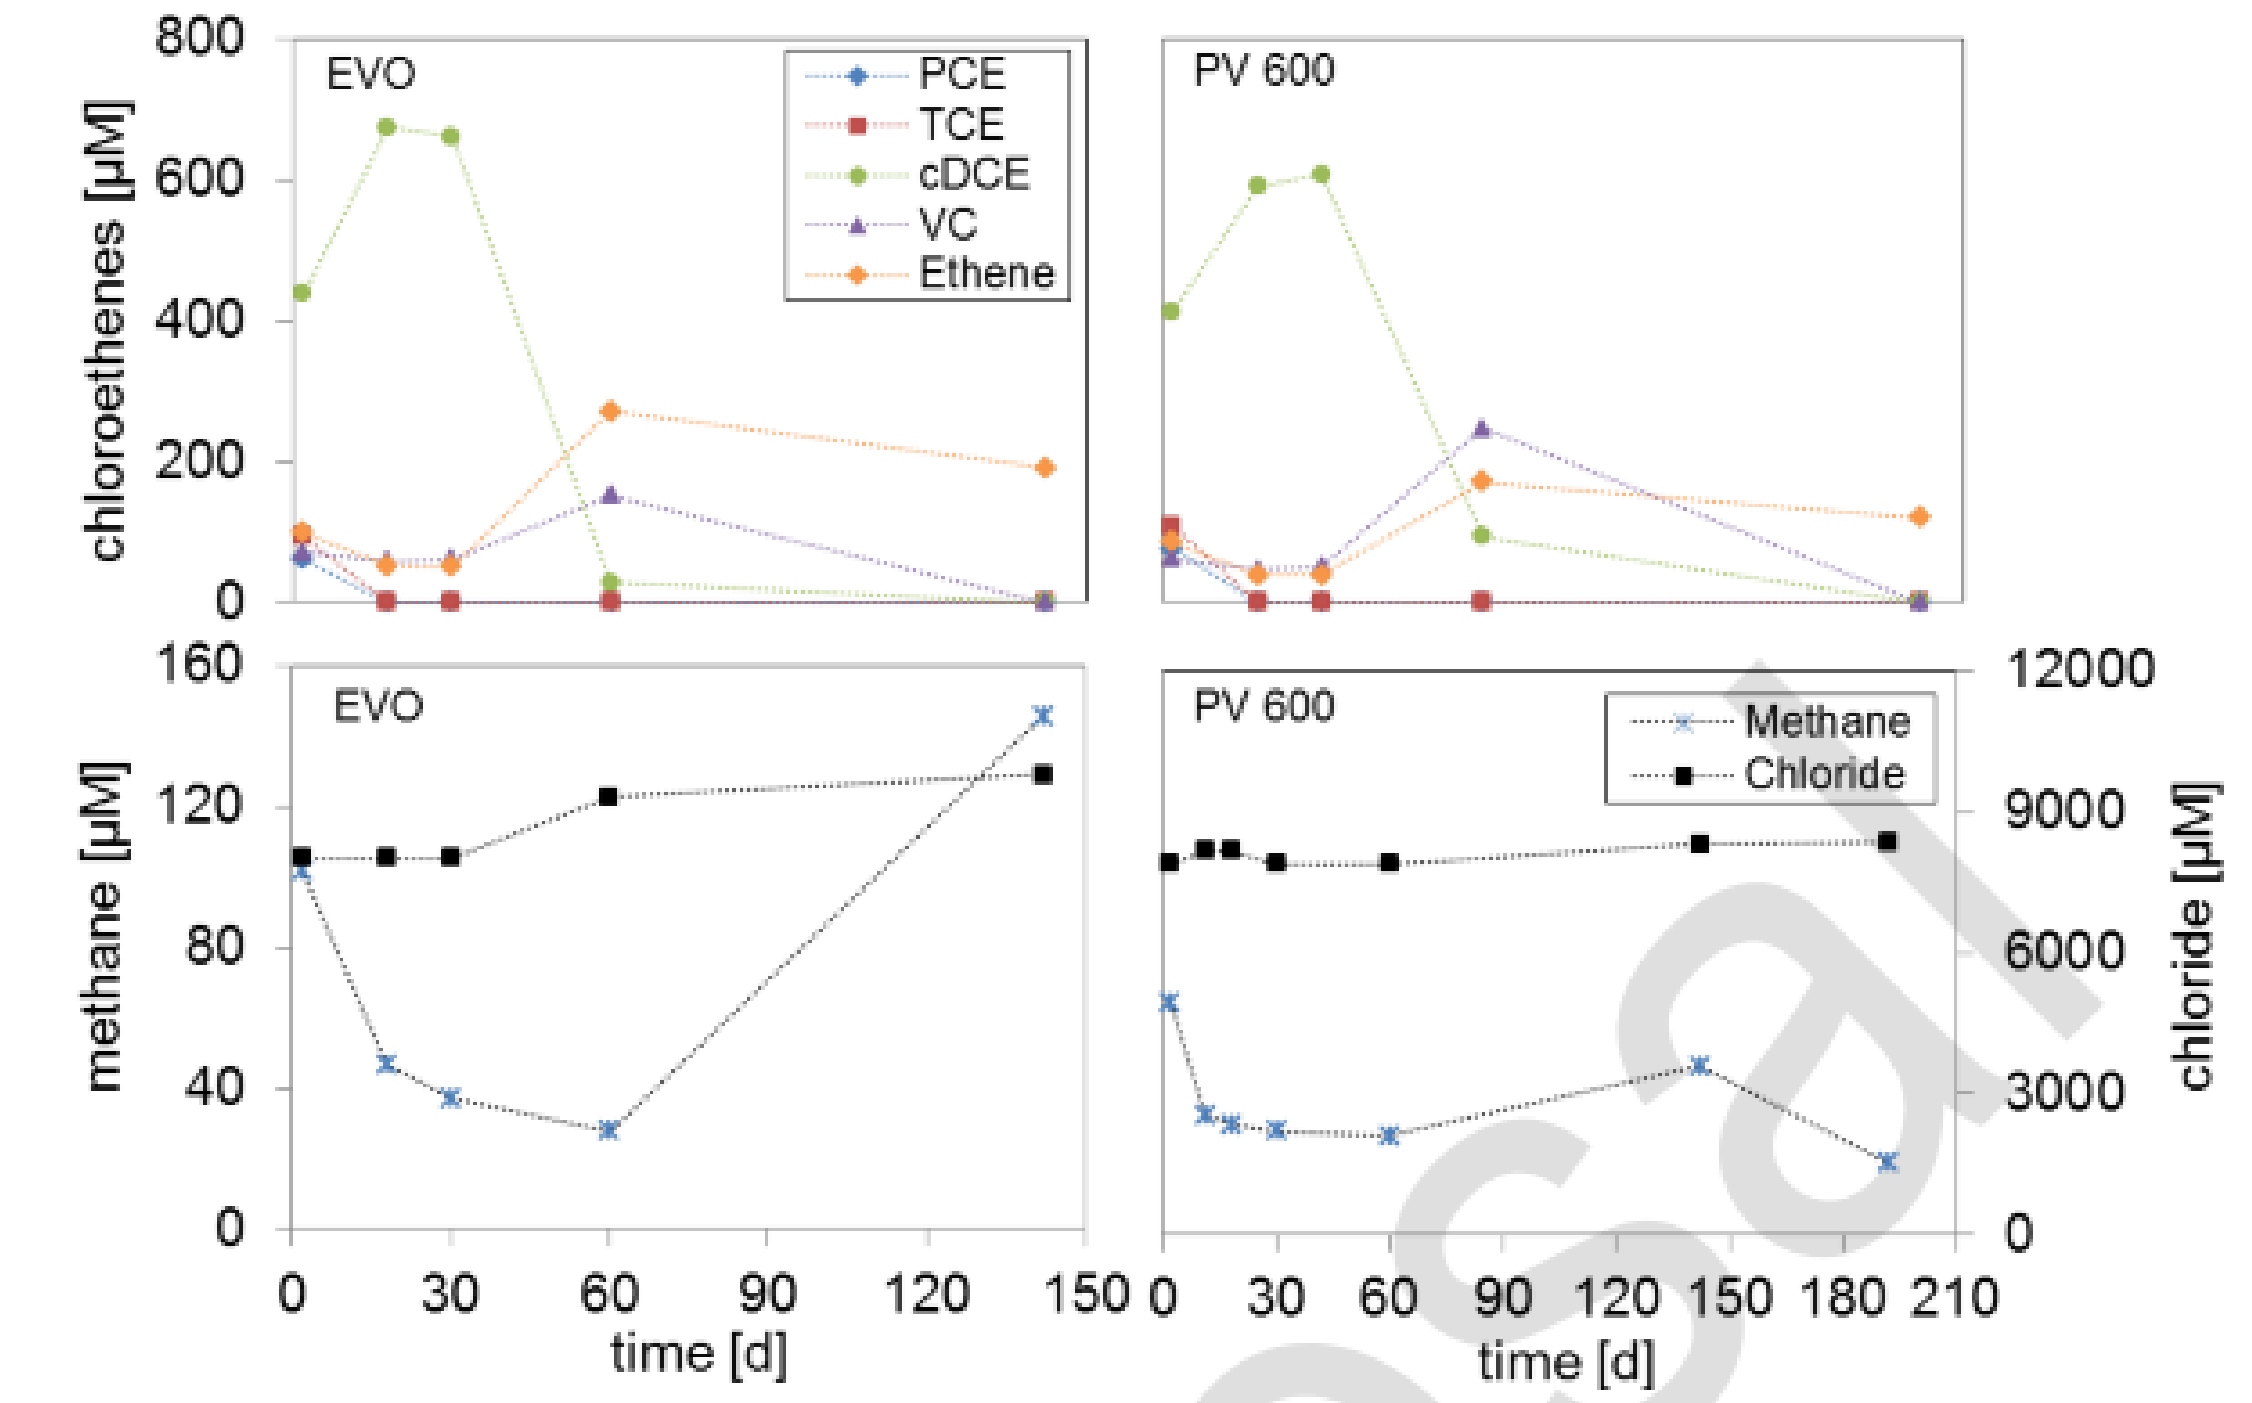 800
600
400
200
0
chloroethenes [µM]
EVO
PCE
TCE
cDCE
VC
Ethene
PV 600
160
120
80
40
0
methane [µM]
EVO
0 30 60 90 120 150
time [d]
PV 600
Methane
Chloride
12000
9000
6000
3000
0
chloride [µM]
0 30 60 90 120 150 180 210
time [d]
sal